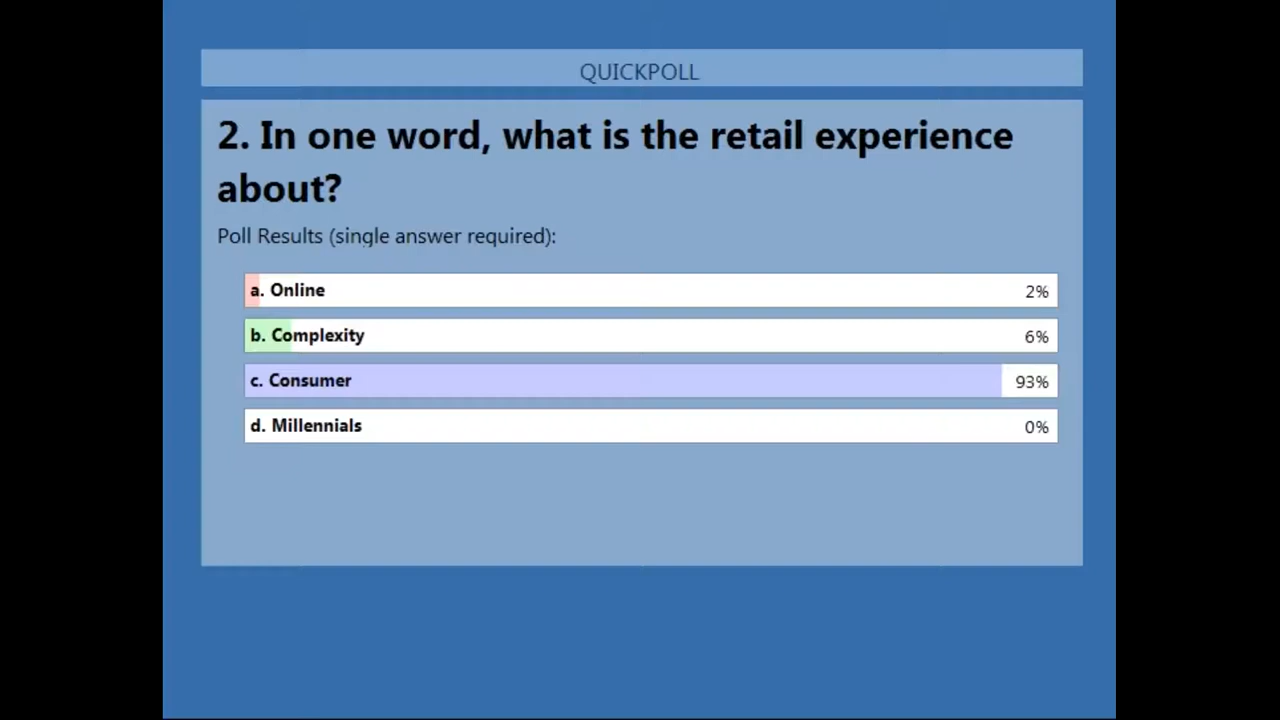 QUICKPOLL
2. In one word, what is the retail experience
about?
Poll Results (single answer required):
a. Online 2%
b. Complexity 6%
c. Consumer 93%
d. Millennials 0%